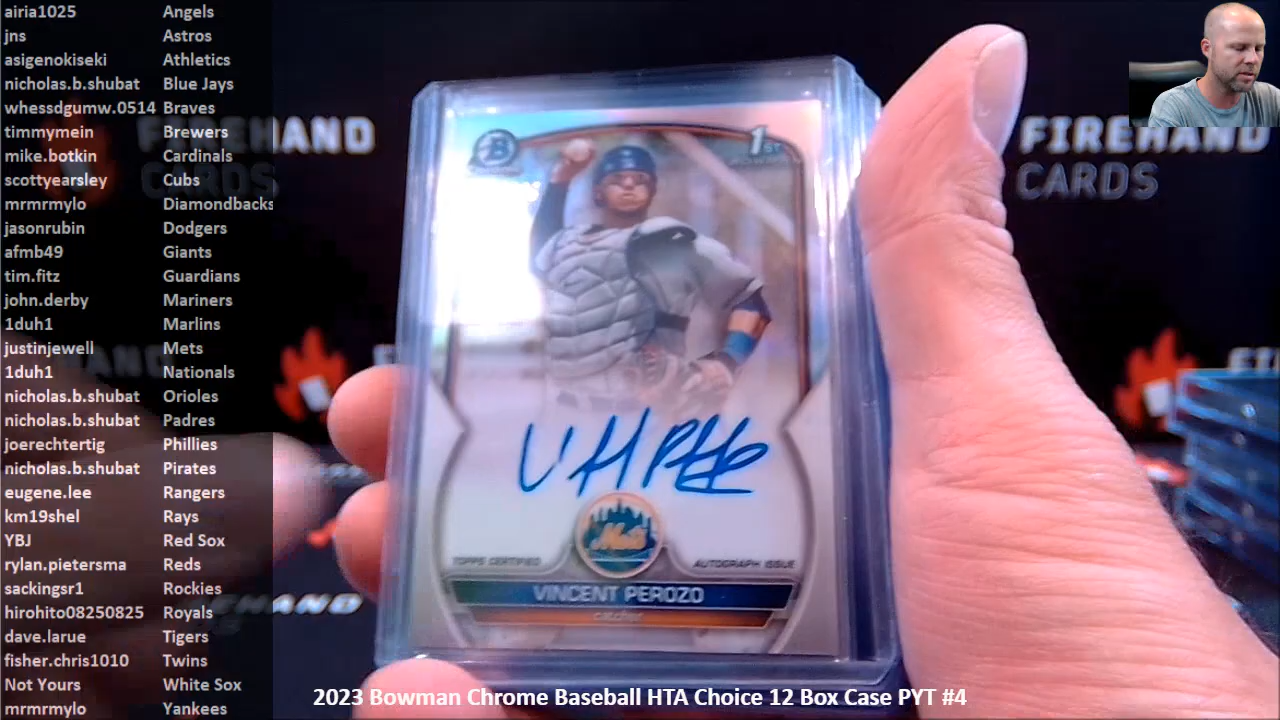 airia1025 Angels
jns Astros
asigenokiseki Athletics
nicholas.b.shubat Blue Jays
whessdgumw.0514 Braves
timmymein Brewers
mike.botkin Cardinals
scottyearsley Cubs
mrmrmylo Diamondbacks
jasonrubin Dodgers
afmb49 Giants
tim.fitz Guardians
john.derby Mariners
1duh1 Marlins
justinjewell Mets
1duh1 Nationals
nicholas.b.shubat Orioles
nicholas.b.shubat Padres
joerechtertig Phillies
nicholas.b.shubat Pirates
eugene.lee Rangers
km19shel Rays
YBJ Red Sox
rylan.pietersma Reds
sackingsr1 Rockies
hirohito08250825 Royals
dave.larue Tigers
fisher.chris1010 Twins
Not Yours White Sox
mrmrmylo Yankees
FIREHAND
CARDS
FIREHAND
CARDS
B
1ST
BOWMAN
Mets
TOPPS CERTIFIED
AUTOGRAPH ISSUE
VINCENT PEROZO
catcher
2023 Bowman Chrome Baseball HTA Choice 12 Box Case PYT #4